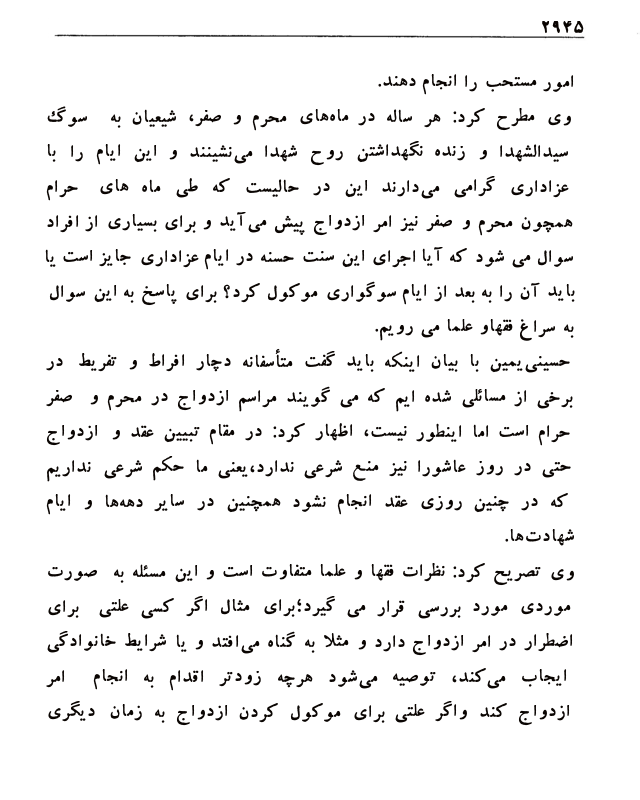 ۲۹۴۵
امور مستحب را انجام دهند.
وی مطرح کرد: هر ساله در ماه‌های محرم و صفر، شیعیان به سوگ
سیدالشهدا و زنده نگهداشتن روح شهدا می‌نشینند و این ایام را با
عزاداری گرامی می‌دارند این در حالیست که طی ماه های حرام
همچون محرم و صفر نیز امر ازدواج پیش می‌آید و برای بسیاری از افراد
سوال می شود که آیا اجرای این سنت حسنه در ایام عزاداری جایز است یا
باید آن را به بعد از ایام سوگواری موکول کرد؟ برای پاسخ به این سوال
به سراغ فقهاو علما می رویم.
حسینی‌یمین با بیان اینکه باید گفت متأسفانه دچار افراط و تفریط در
برخی از مسائلی شده ایم که می گویند مراسم ازدواج در محرم و صفر
حرام است اما اینطور نیست، اظهار کرد: در مقام تبیین عقد و ازدواج
حتی در روز عاشورا نیز منع شرعی ندارد،یعنی ما حکم شرعی نداریم
که در چنین روزی عقد انجام نشود همچنین در سایر دهه‌ها و ایام
شهادت‌ها.
وی تصریح کرد: نظرات فقها و علما متفاوت است و این مسئله به صورت
موردی مورد بررسی قرار می گیرد؛برای مثال اگر کسی علتی برای
اضطرار در امر ازدواج دارد و مثلا به گناه می‌افتد و یا شرایط خانوادگی
ایجاب می‌کند، توصیه می‌شود هرچه زودتر اقدام به انجام امر
ازدواج کند واگر علتی برای موکول کردن ازدواج به زمان دیگری